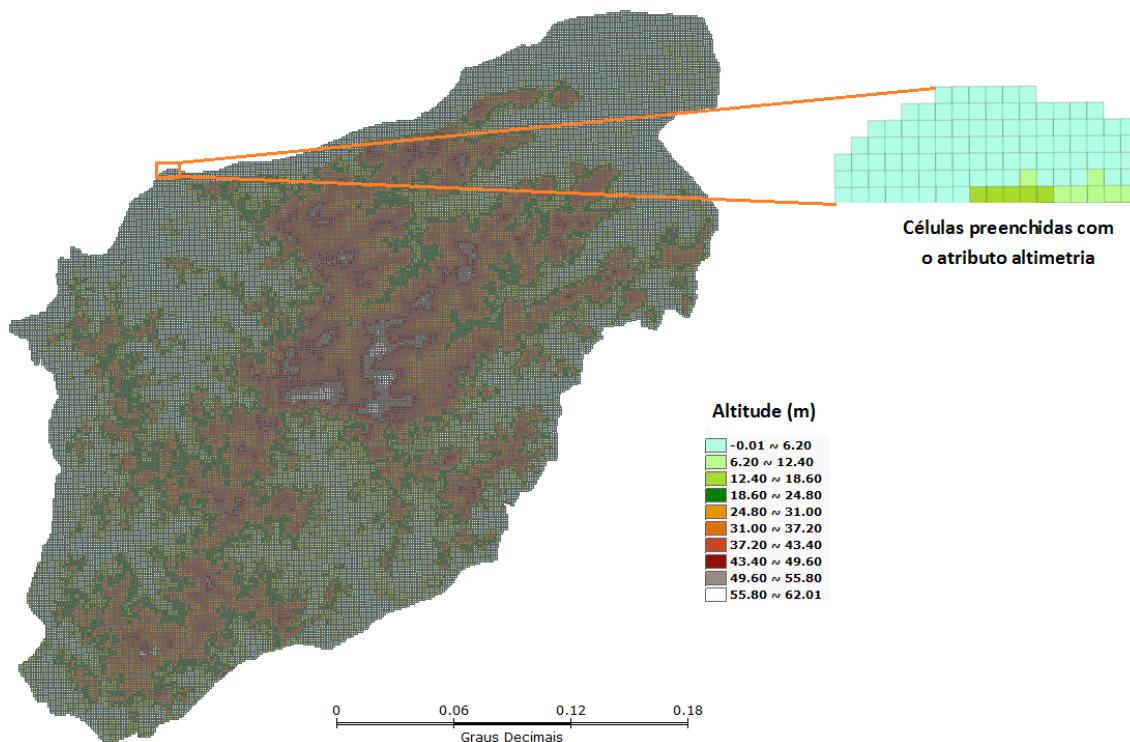 Células preenchidas com
o atributo altimetria
Altitude (m)
-0.01 ~ 6.20
6.20 ~ 12.40
12.40 ~ 18.60
18.60 ~ 24.80
24.80 ~ 31.00
31.00 ~ 37.20
37.20 ~ 43.40
43.40 ~ 49.60
49.60 ~ 55.80
55.80 ~ 62.01
0 0.06 0.12 0.18
Graus Decimais